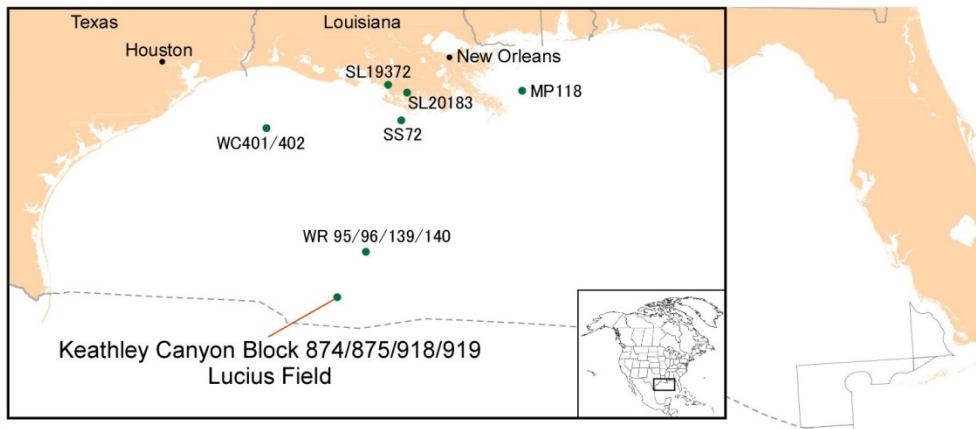 Texas
Louisiana
Houston
New Orleans
SL19372
SL20183
MP118
SS72
WC401/402
WR 95/96/139/140
Keathley Canyon Block 874/875/918/919
Lucius Field